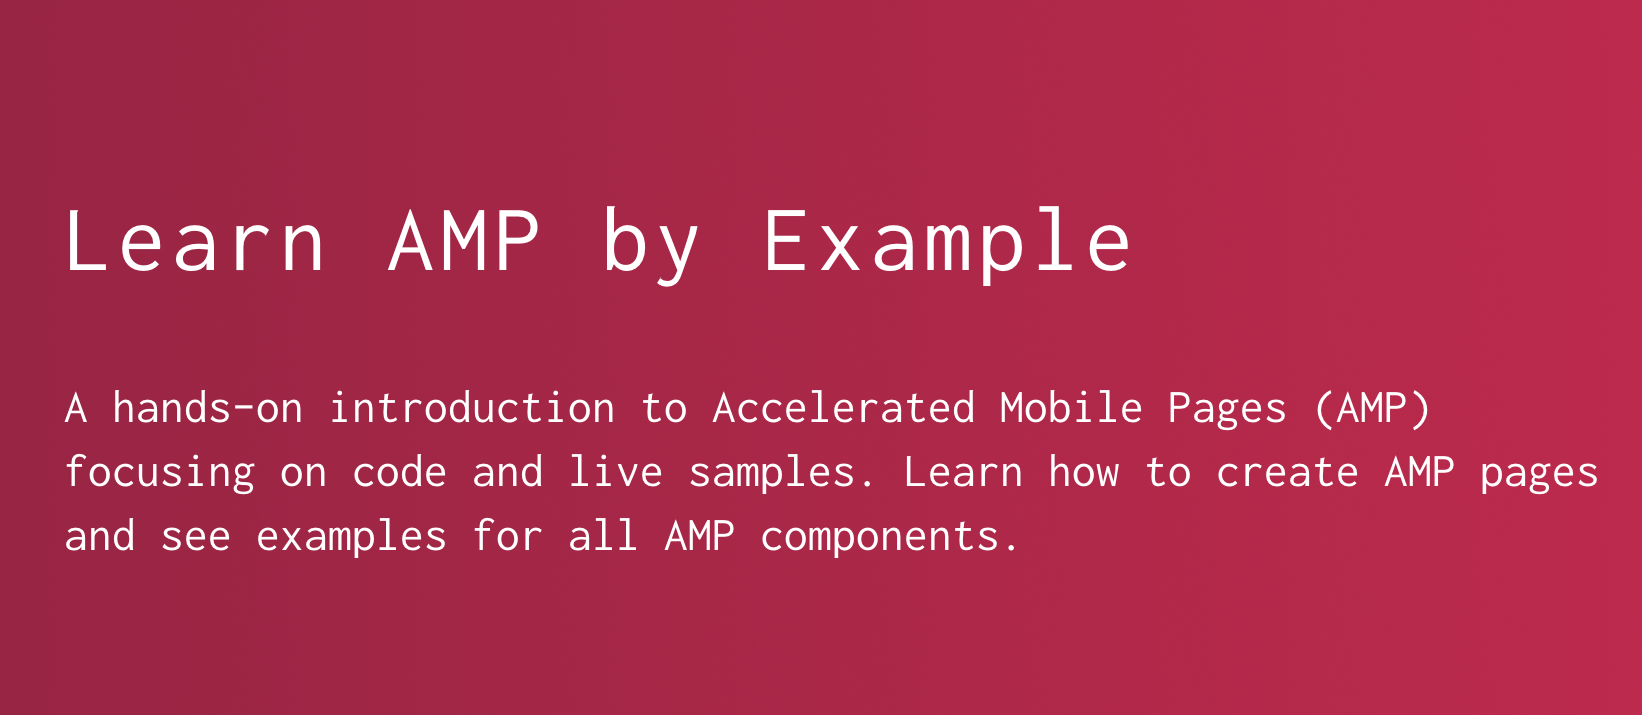 Learn AMP by Example
A hands-on introduction to Accelerated Mobile Pages (AMP)
focusing on code and live samples. Learn how to create AMP pages
and see examples for all AMP components.